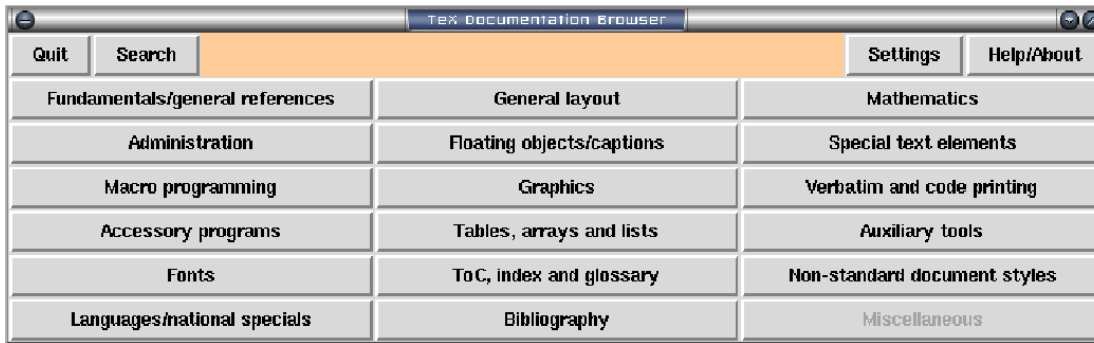 TeX Documentation Browser
Quit Search Settings Help/About
Fundamentals/general references General layout Mathematics
Administration Floating objects/captions Special text elements
Macro programming Graphics Verbatim and code printing
Accessory programs Tables, arrays and lists Auxiliary tools
Fonts ToC, index and glossary Non-standard document styles
Languages/national specials Bibliography Miscellaneous